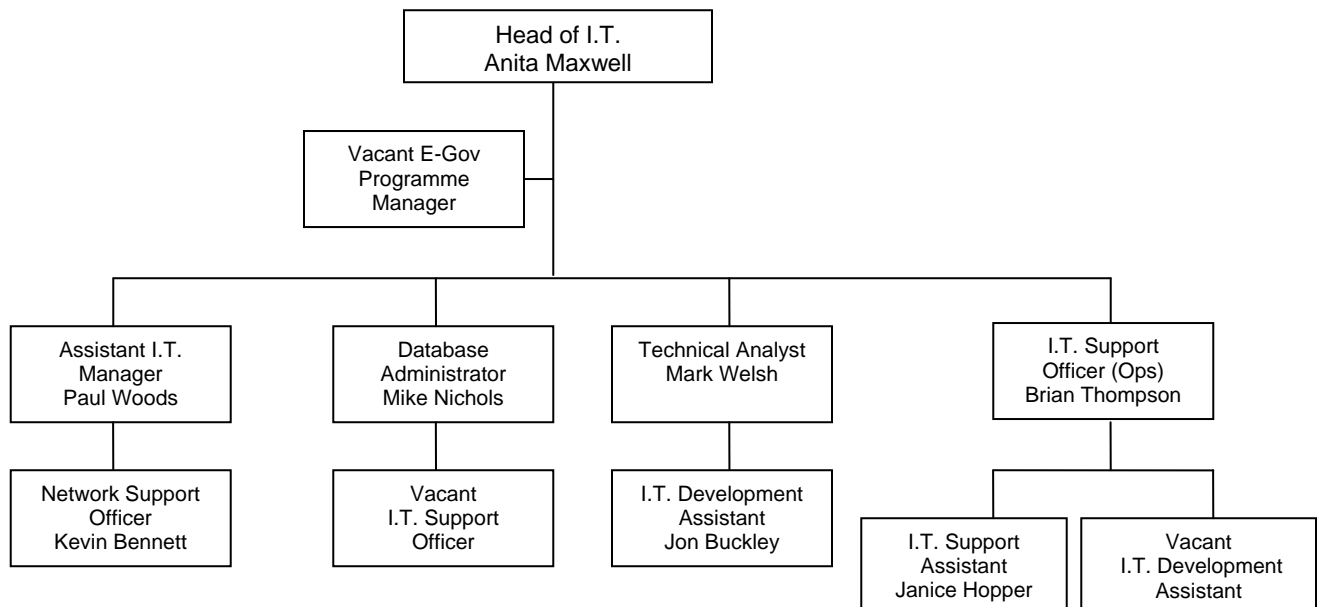 Head of I.T.
Anita Maxwell
Vacant E-Gov
Programme
Manager
Assistant I.T.
Manager
Paul Woods
Database
Administrator
Mike Nichols
Technical Analyst
Mark Welsh
I.T. Support
Officer (Ops)
Brian Thompson
Network Support
Officer
Kevin Bennett
Vacant
I.T. Support
Officer
I.T. Development
Assistant
Jon Buckley
I.T. Support
Assistant
Janice Hopper
Vacant
I.T. Development
Assistant